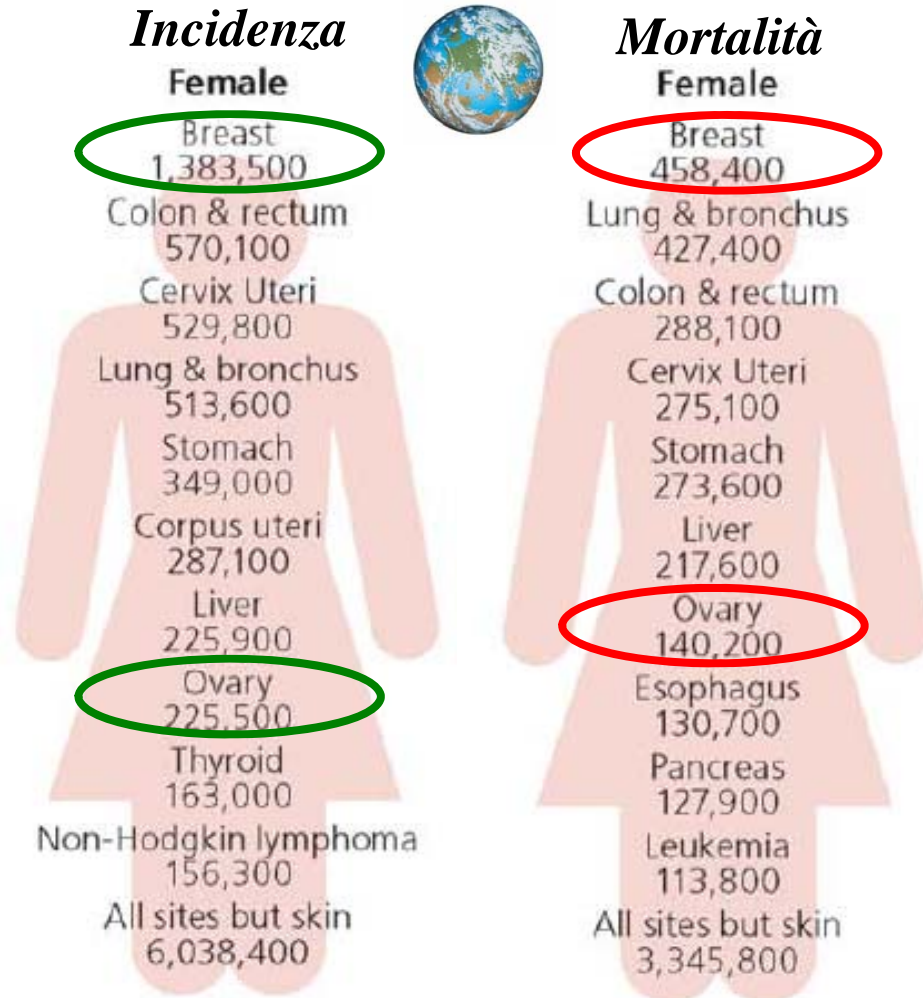 Incidenza
Female
Breast
1,383,500
Colon & rectum
570,100
Cervix Uteri
529,800
Lung & bronchus
513,600
Stomach
349,000
Corpus uteri
287,100
Liver
225,900
Ovary
225,500
Thyroid
163,000
Non-Hodgkin lymphoma
156,300
All sites but skin
6,038,400
Mortalità
Female
Breast
458,400
Lung & bronchus
427,400
Colon & rectum
288,100
Cervix Uteri
275,100
Stomach
273,600
Liver
217,600
Ovary
140,200
Esophagus
130,700
Pancreas
127,900
Leukemia
113,800
All sites but skin
3,345,800